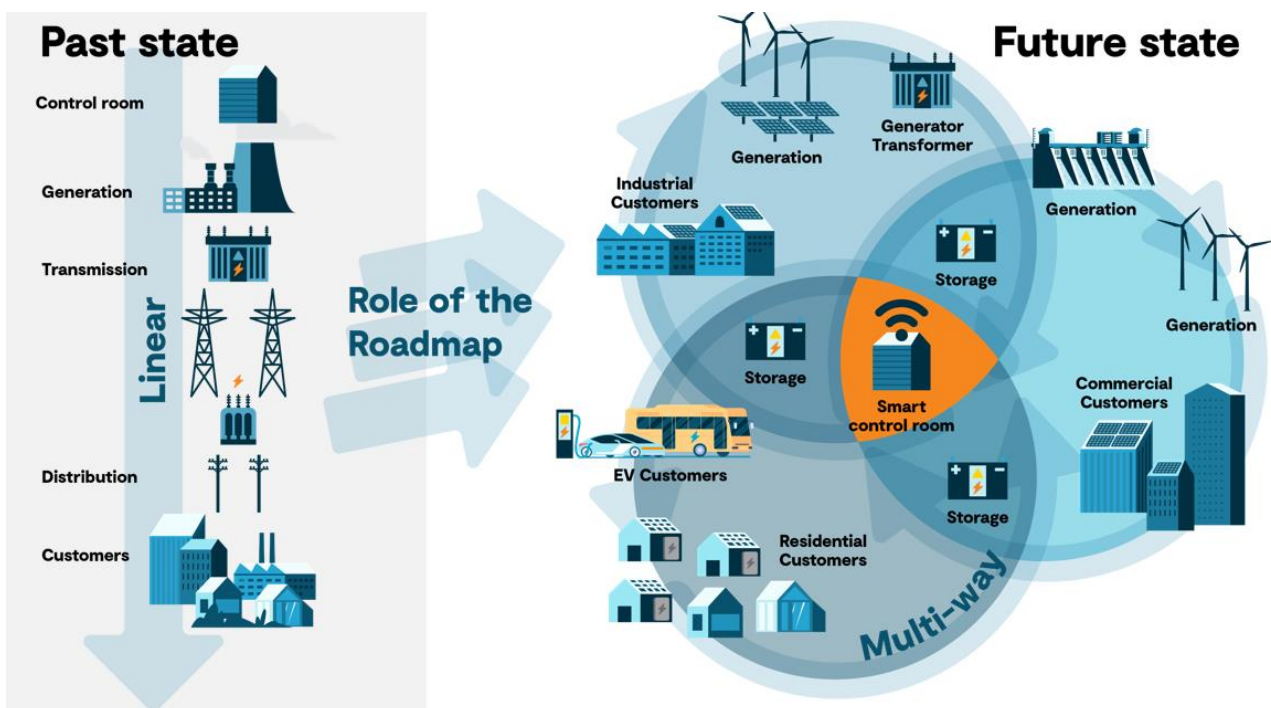 Past state
Control room
Generation
Transmission
Linear
Distribution
Customers
Role of the
Roadmap
Future state
Generation
Generator
Transformer
Industrial
Customers
Generation
Storage
Generation
Storage
Smart
control room
Commercial
Customers
EV Customers
Storage
Residential
Customers
Multi-way